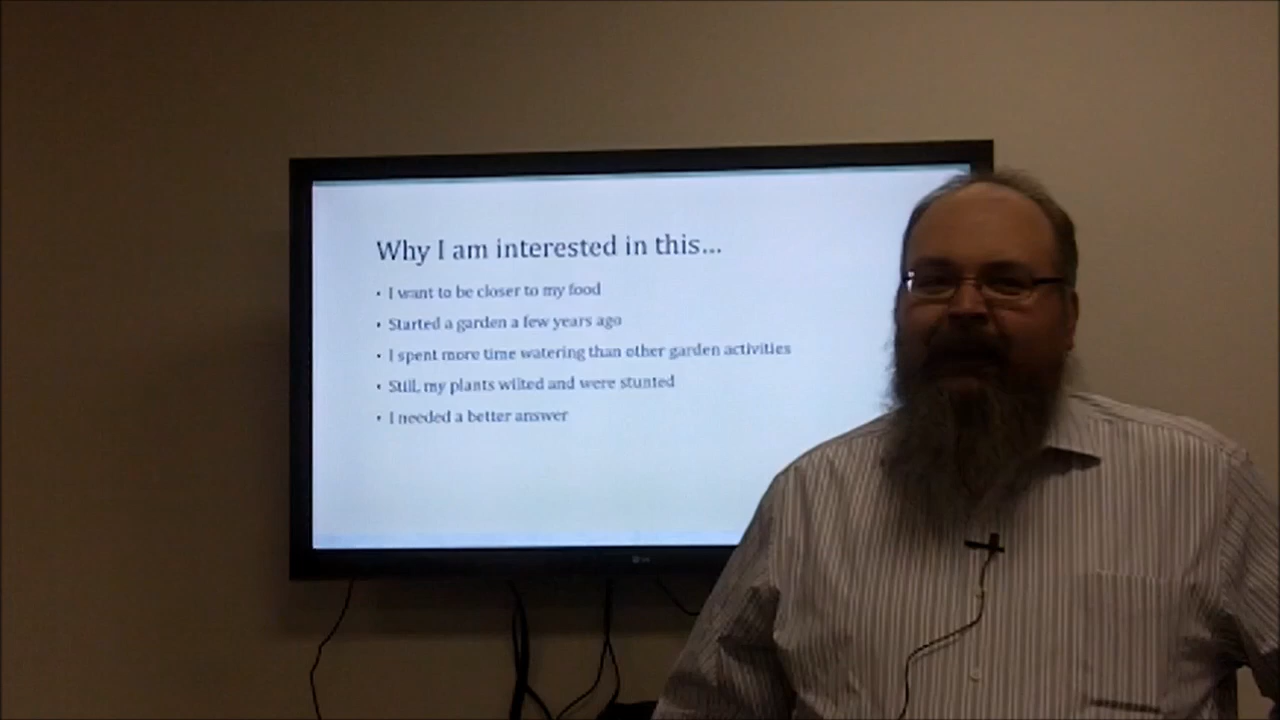 Why I am interested in this...
• I want to be closer to my food
• Started a garden a few years ago
• I spent more time watering than other garden activities
• Still, my plants wilted and were stunted
• I needed a better answer
LG